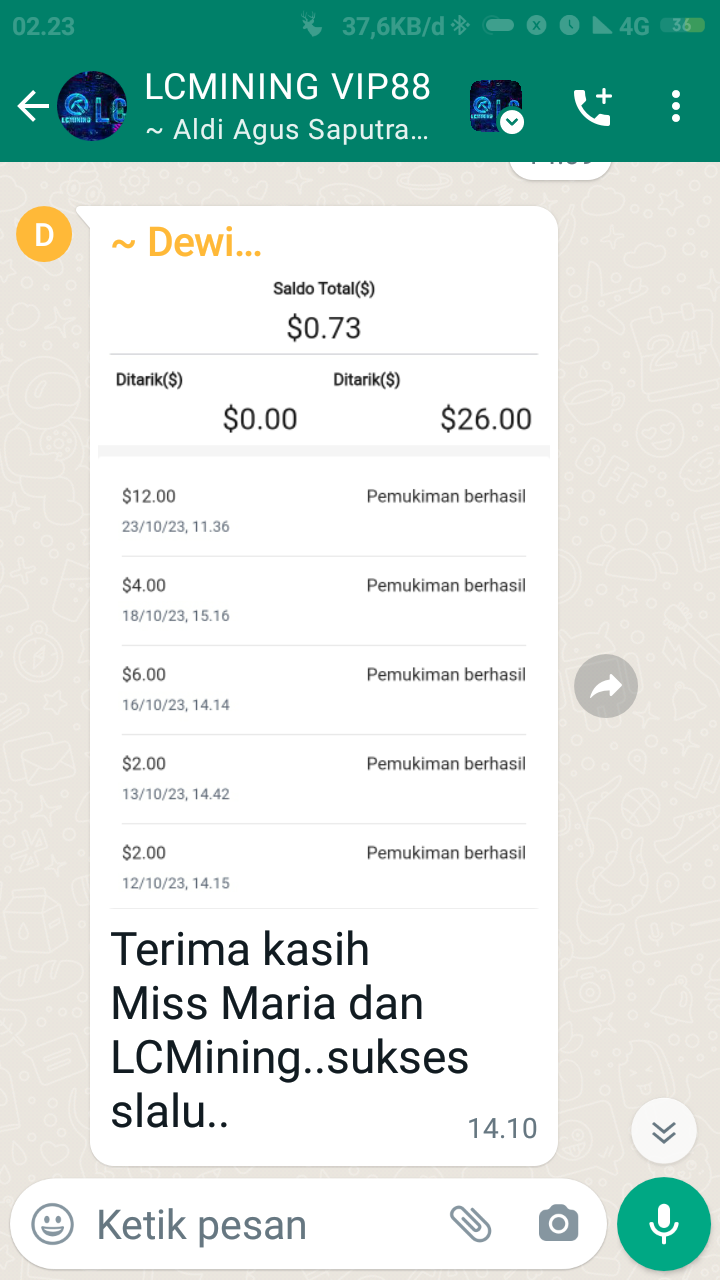 02.23 37,6KB/d 4G 36
LCMINING VIP88
~ Aldi Agus Saputra...
D
~ Dewi...
Saldo Total($)
$0.73
Ditarik($) Ditarik($)
$0.00 $26.00
$12.00 Pemukiman berhasil
23/10/23, 11.36
$4.00 Pemukiman berhasil
18/10/23, 15.16
$6.00 Pemukiman berhasil
16/10/23, 14.14
$2.00 Pemukiman berhasil
13/10/23, 14.42
$2.00 Pemukiman berhasil
12/10/23, 14.15
Terima kasih
Miss Maria dan
LCMining..sukses
slalu..
14.10
Ketik pesan